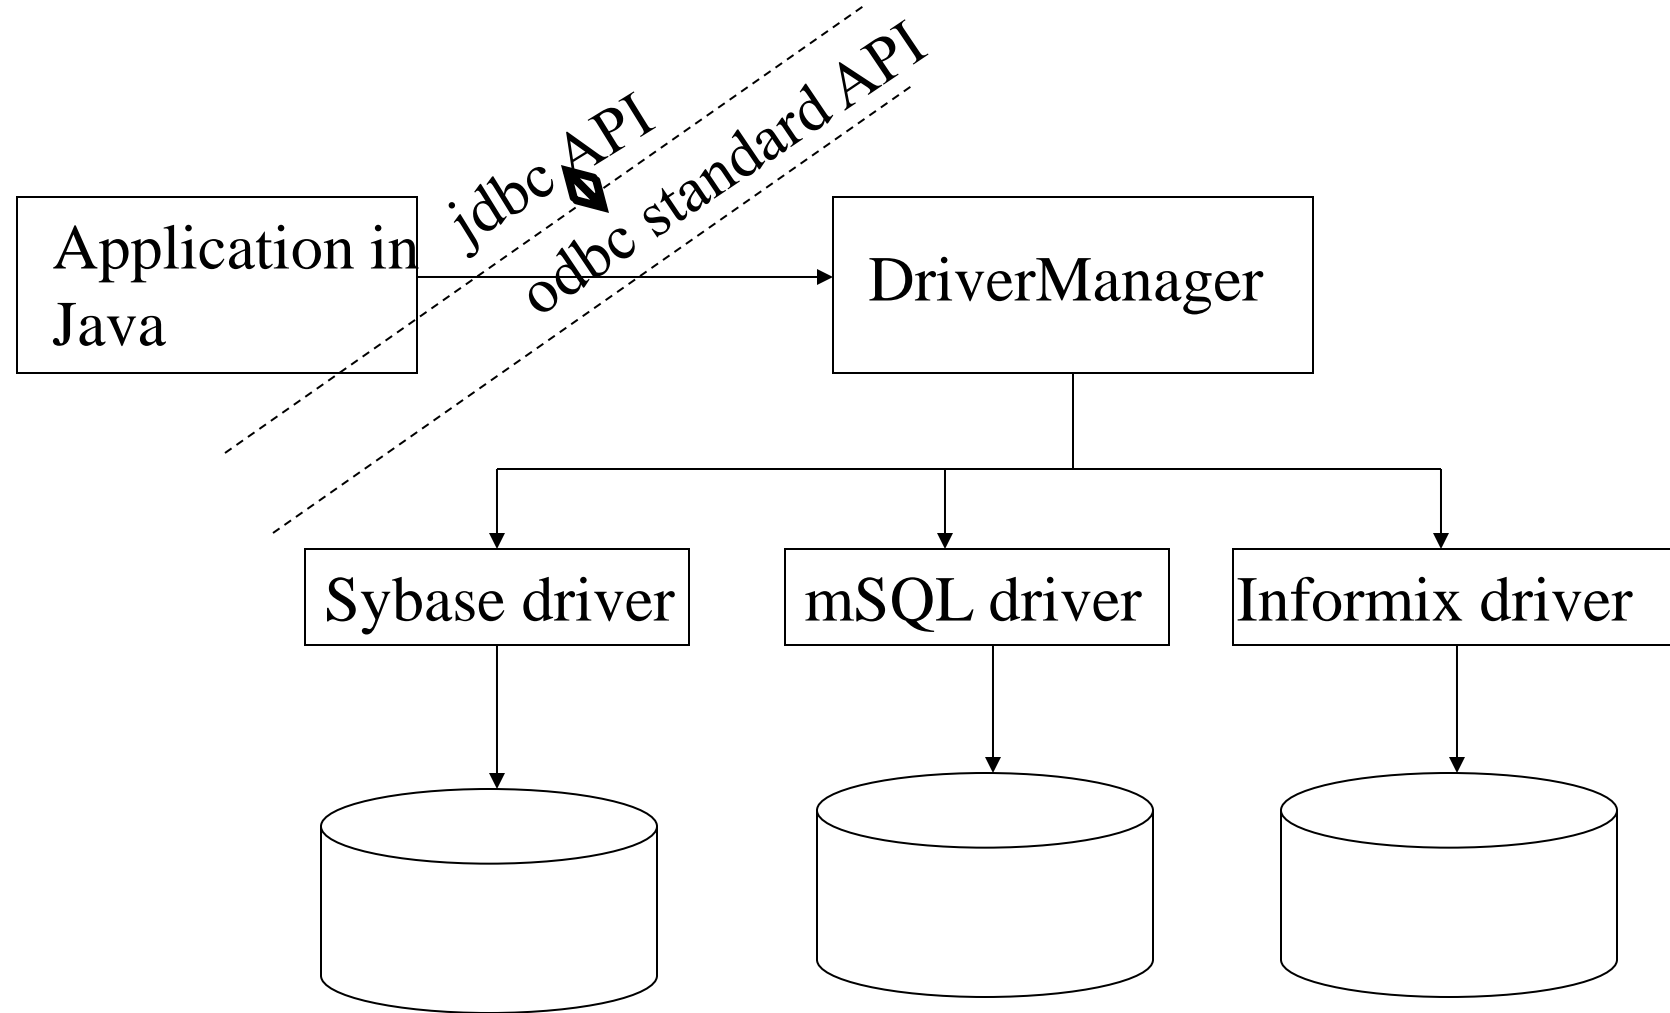 jdbc API
odbc standard API
Application in
Java
DriverManager
Sybase driver
mSQL driver
Informix driver